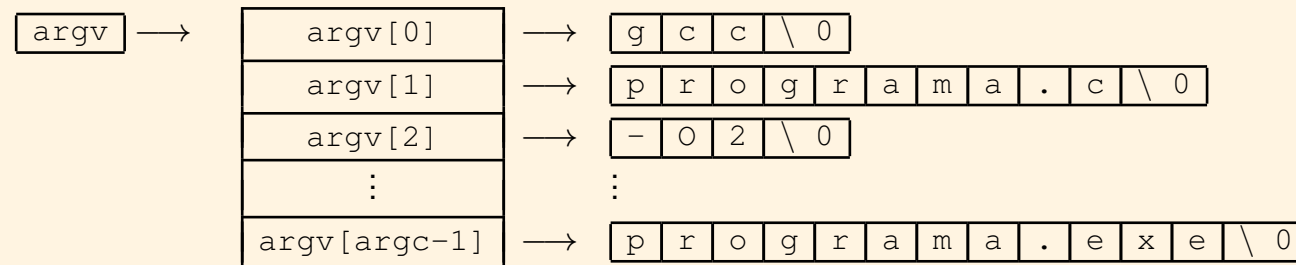 argv ⟶ argv[0] ⟶ g c c \0
argv[1] ⟶ p r o g r a m a . c \0
argv[2] ⟶ - O 2 \0
⋮ ⋮
argv[argc-1] ⟶ p r o g r a m a . e x e \0